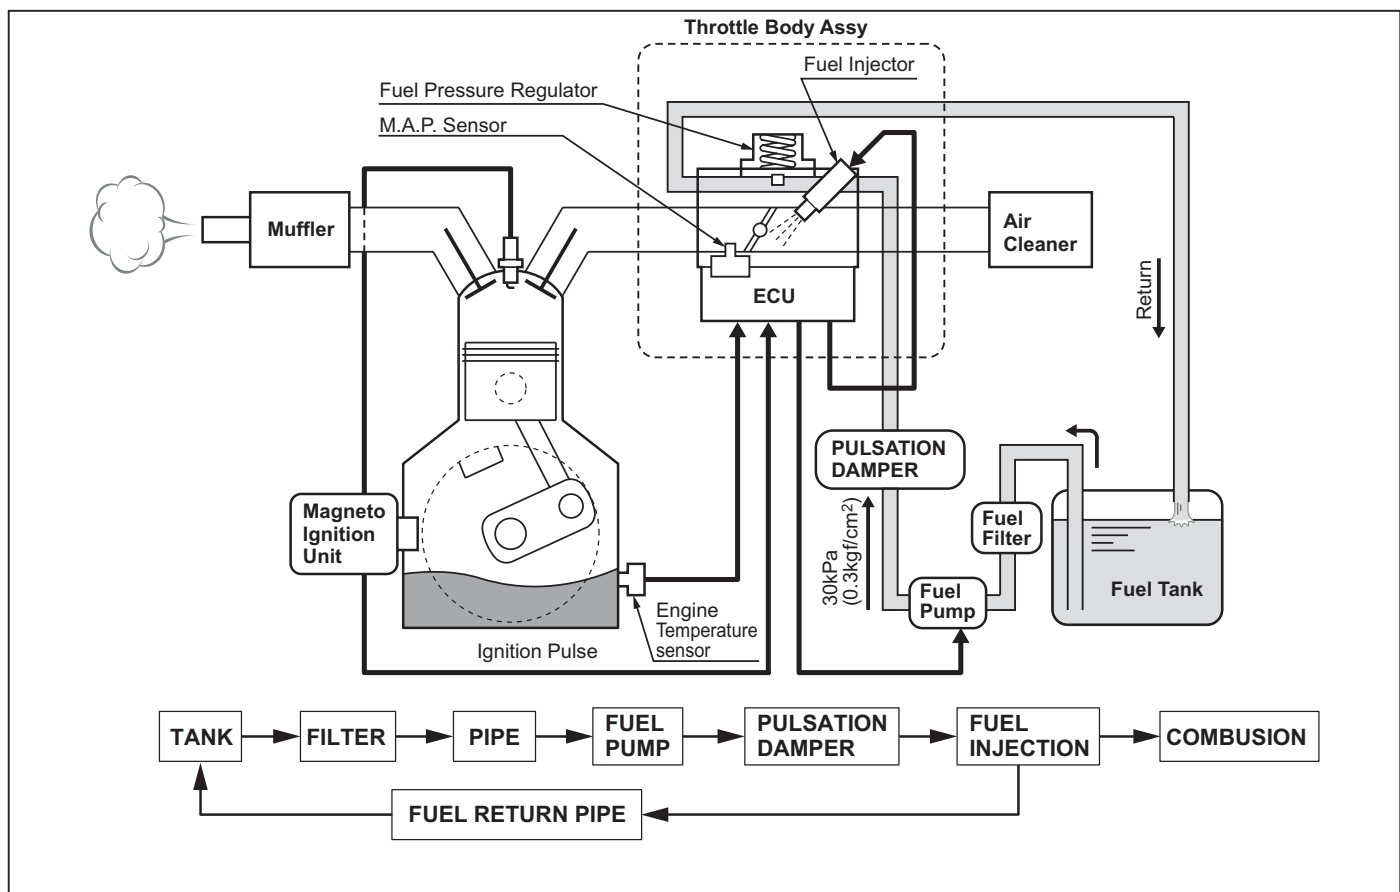 Throttle Body Assy
Fuel Injector
Fuel Pressure Regulator
M.A.P. Sensor
Muffler
Air
Cleaner
ECU
Return
PULSATION
DAMPER
Magneto
Ignition
Unit
Fuel
Filter
30kPa
(0.3kgf/cm²)
Fuel
Pump
Fuel Tank
Engine
Temperature
sensor
Ignition Pulse
TANK
FILTER
PIPE
FUEL
PUMP
PULSATION
DAMPER
FUEL
INJECTION
COMBUSION
FUEL RETURN PIPE